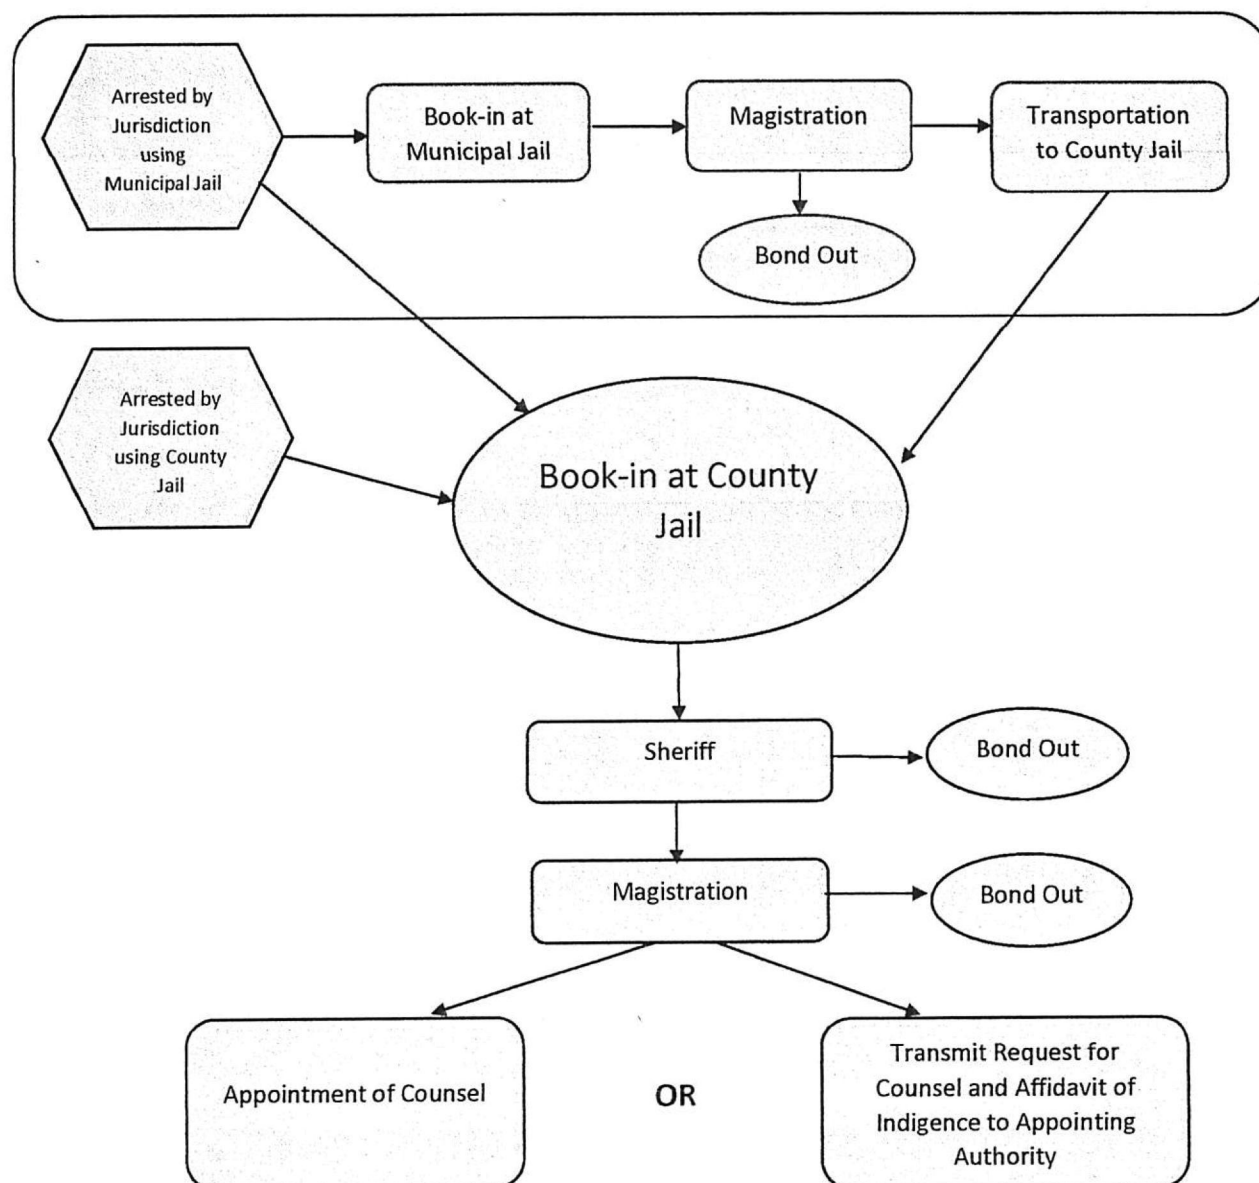 Arrested by
Jurisdiction
using
Municipal Jail
Book-in at
Municipal Jail
Magistration
Transportation
to County Jail
Bond Out
Arrested by
Jurisdiction
using County
Jail
Book-in at County
Jail
Sheriff
Bond Out
Magistration
Bond Out
Appointment of Counsel
OR
Transmit Request for
Counsel and Affidavit of
Indigence to Appointing
Authority